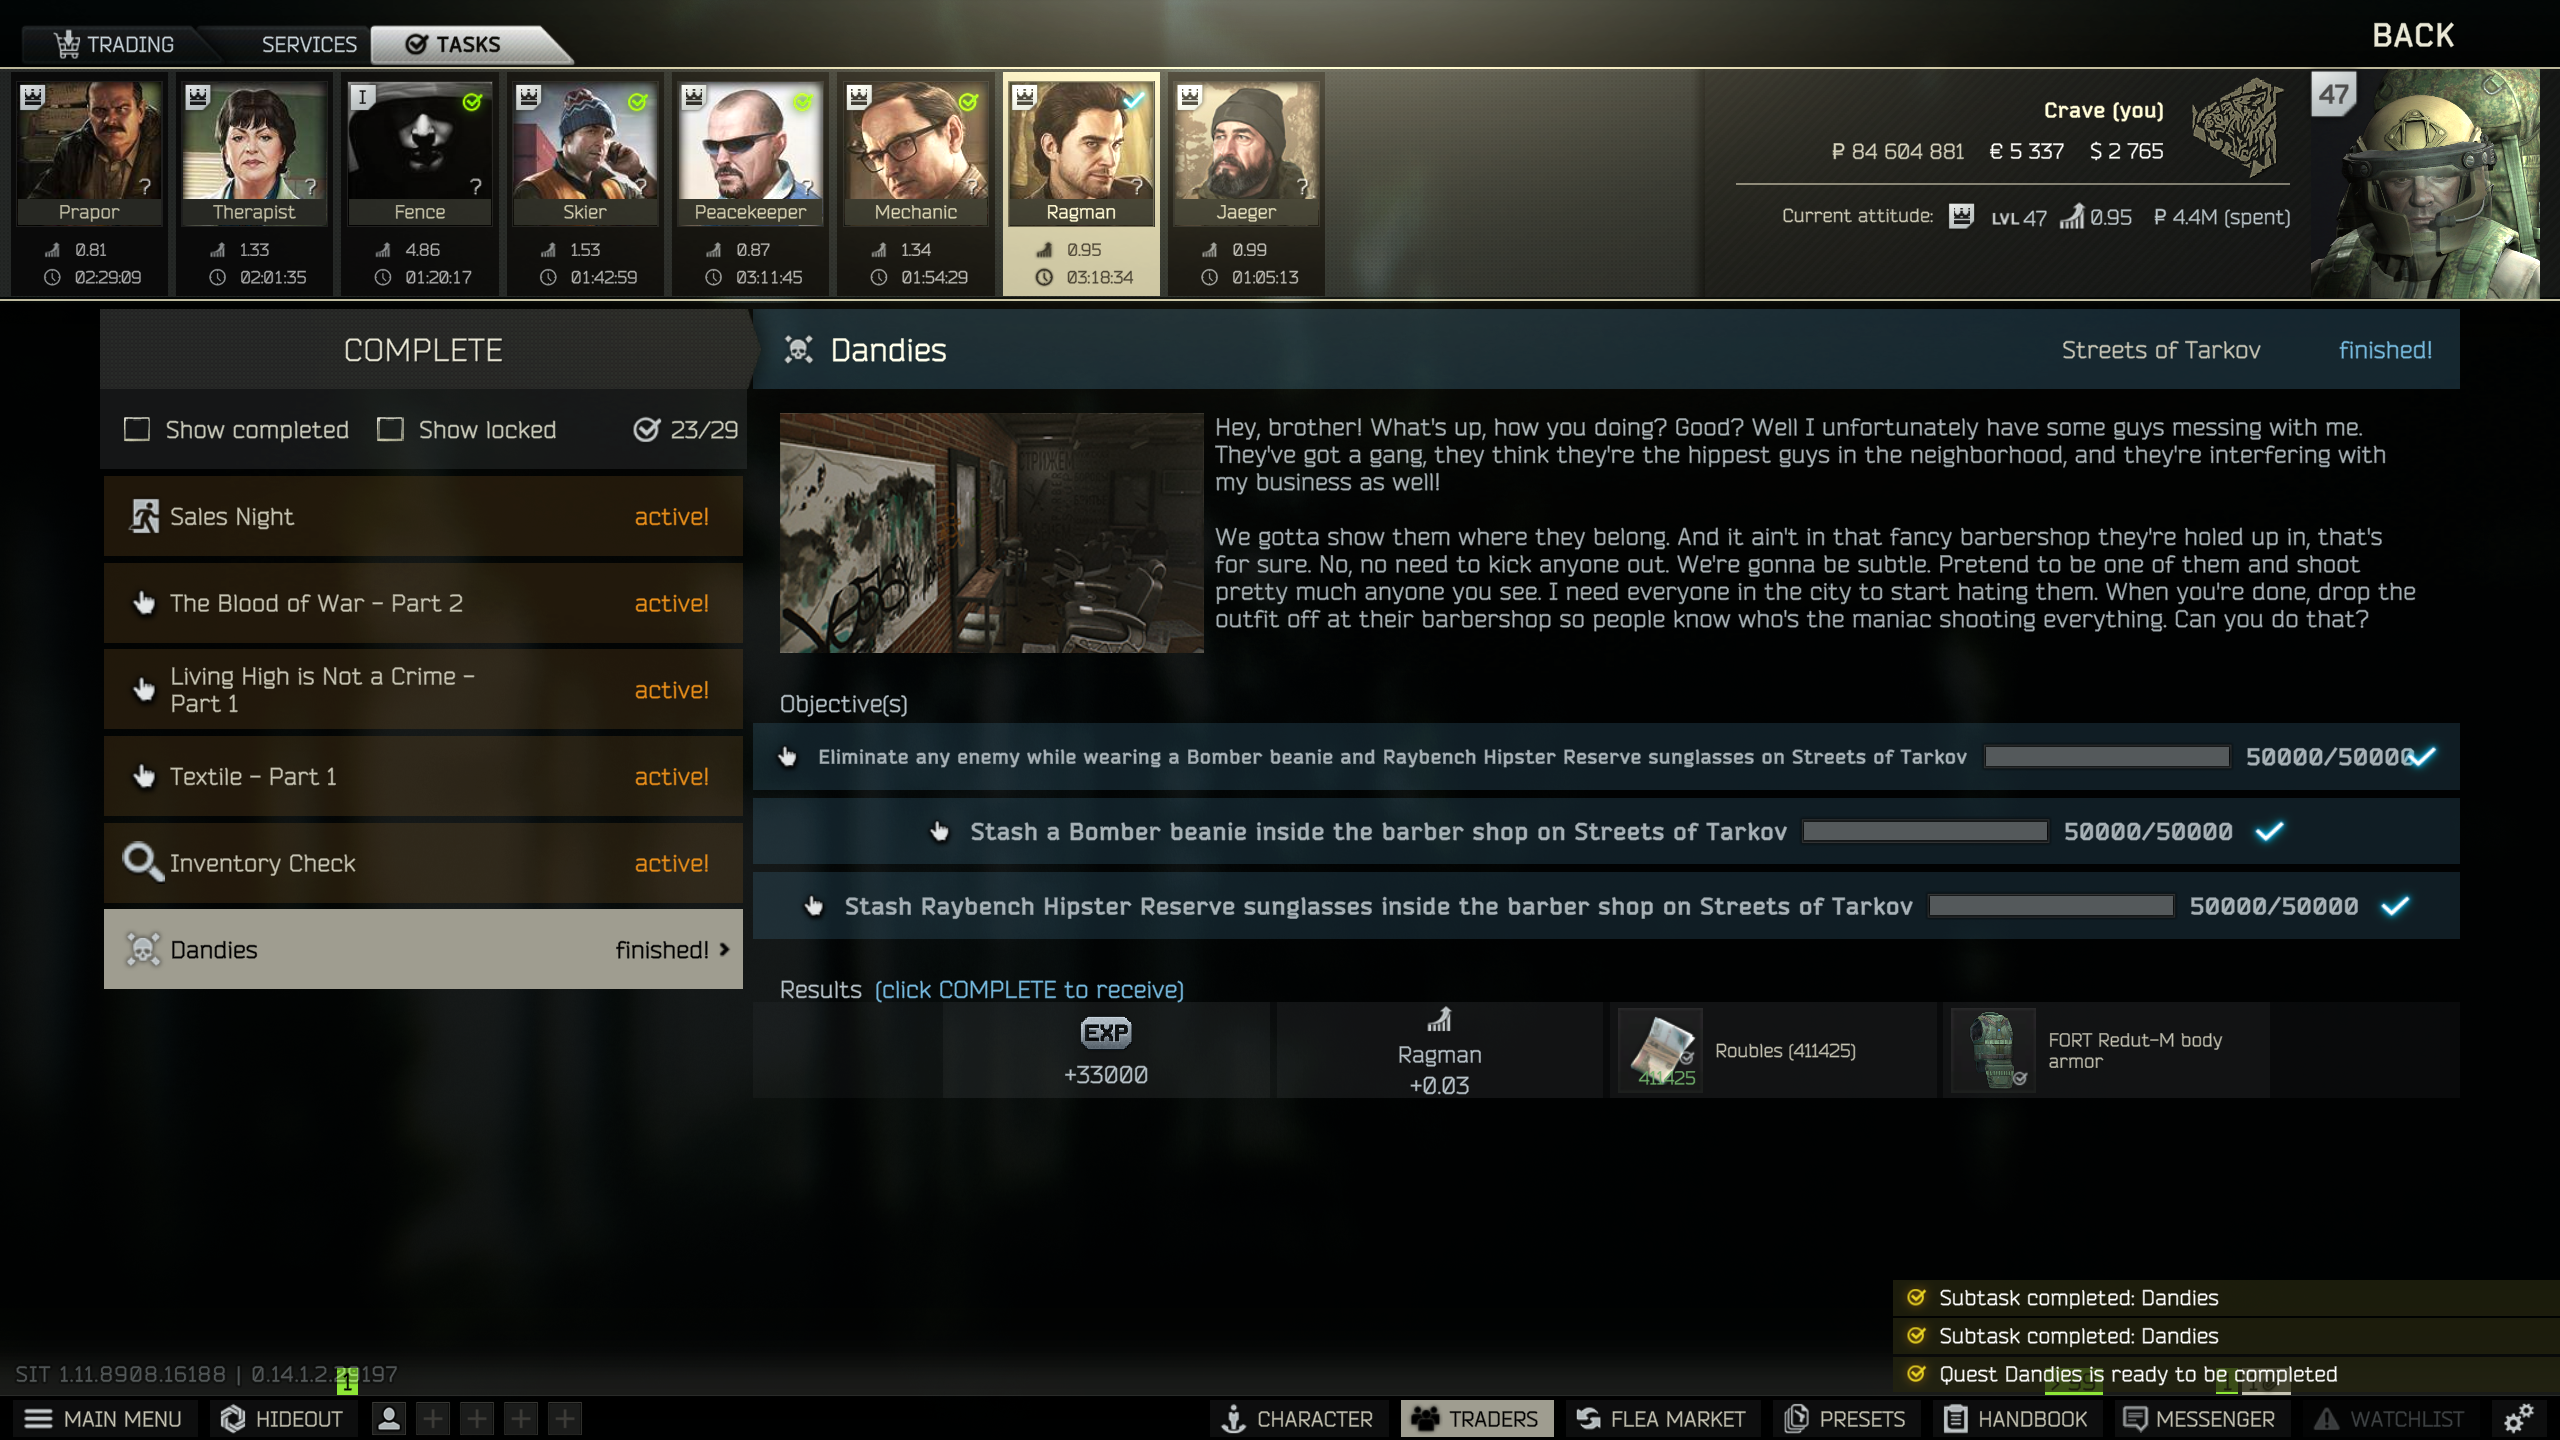 TRADING
SERVICES
TASKS
BACK
Prapor
0.81
02:29:09
Therapist
1.33
02:01:35
I
Fence
4.86
01:20:17
Skier
1.53
01:42:59
Peacekeeper
0.87
03:11:45
Mechanic
1.34
01:54:29
Ragman
0.95
03:18:34
Jaeger
0.99
01:05:13
Crave (you)
₽ 84 604 881 € 5 337 $ 2 765
Current attitude: LVL 47 0.95 ₽ 4.4M (spent)
47
COMPLETE
Show completed Show locked 23/29
Sales Night active!
The Blood of War – Part 2 active!
Living High is Not a Crime –
Part 1 active!
Textile – Part 1 active!
Inventory Check active!
Dandies finished!
Dandies Streets of Tarkov finished!
Hey, brother! What's up, how you doing? Good? Well I unfortunately have some guys messing with me.
They've got a gang, they think they're the hippest guys in the neighborhood, and they're interfering with
my business as well!
We gotta show them where they belong. And it ain't in that fancy barbershop they're holed up in, that's
for sure. No, no need to kick anyone out. We're gonna be subtle. Pretend to be one of them and shoot
pretty much anyone you see. I need everyone in the city to start hating them. When you're done, drop the
outfit off at their barbershop so people know who's the maniac shooting everything. Can you do that?
Objective(s)
Eliminate any enemy while wearing a Bomber beanie and Raybench Hipster Reserve sunglasses on Streets of Tarkov 50000/50000
Stash a Bomber beanie inside the barber shop on Streets of Tarkov 50000/50000
Stash Raybench Hipster Reserve sunglasses inside the barber shop on Streets of Tarkov 50000/50000
Results (click COMPLETE to receive)
EXP
+33000
Ragman
+0.03
411425
Roubles (411425)
FORT Redut-M body
armor
Subtask completed: Dandies
Subtask completed: Dandies
Quest Dandies is ready to be completed
SIT 1.11.8908.16188 | 0.14.1.2.29197
1
MAIN MENU
HIDEOUT
CHARACTER
TRADERS
FLEA MARKET
PRESETS
HANDBOOK
MESSENGER
WATCHLIST